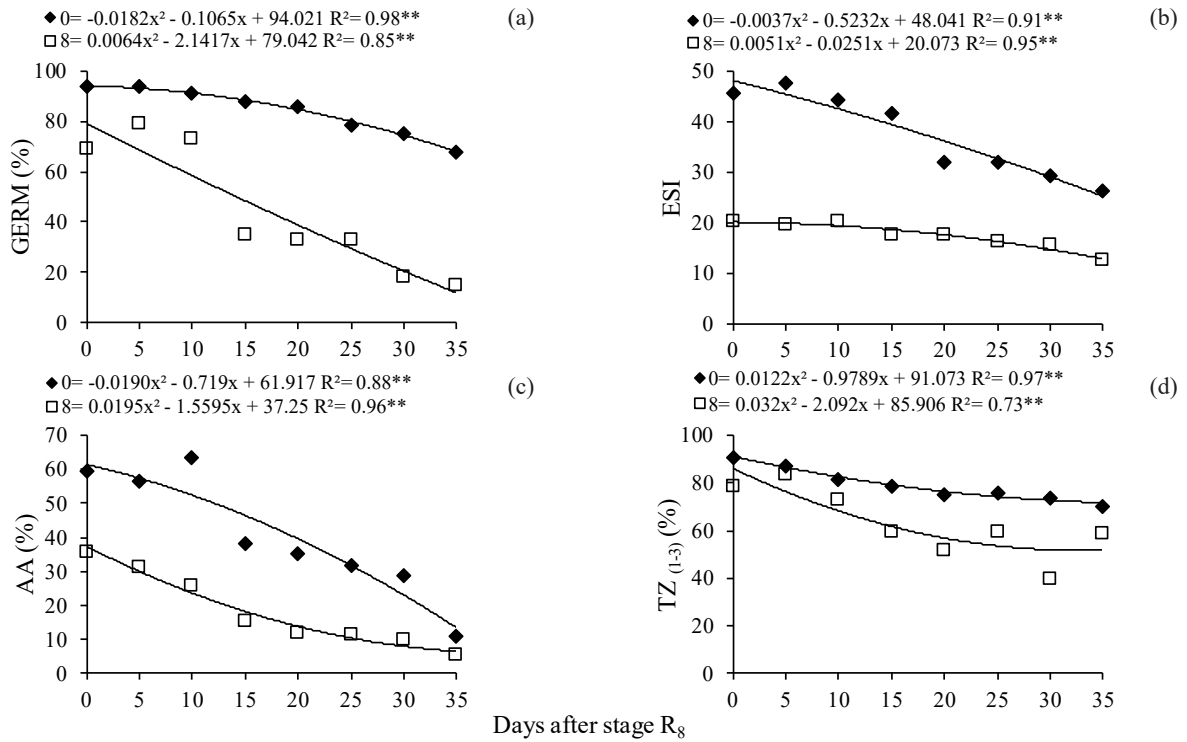 ◆ 0= -0.0182x² - 0.1065x + 94.021 R²= 0.98**
□ 8= 0.0064x² - 2.1417x + 79.042 R²= 0.85**
(a)
GERM (%)
100
80
60
40
20
0
0 5 10 15 20 25 30 35
◆ 0= -0.0037x² - 0.5232x + 48.041 R²= 0.91**
□ 8= 0.0051x² - 0.0251x + 20.073 R²= 0.95**
(b)
ESI
50
40
30
20
10
0
0 5 10 15 20 25 30 35
◆ 0= -0.0190x² - 0.719x + 61.917 R²= 0.88**
□ 8= 0.0195x² - 1.5595x + 37.25 R²= 0.96**
(c)
AA (%)
70
60
50
40
30
20
10
0
0 5 10 15 20 25 30 35
◆ 0= 0.0122x² - 0.9789x + 91.073 R²= 0.97**
□ 8= 0.032x² - 2.092x + 85.906 R²= 0.73**
(d)
TZ (1-3) (%)
100
80
60
40
20
0
0 5 10 15 20 25 30 35
Days after stage R₈